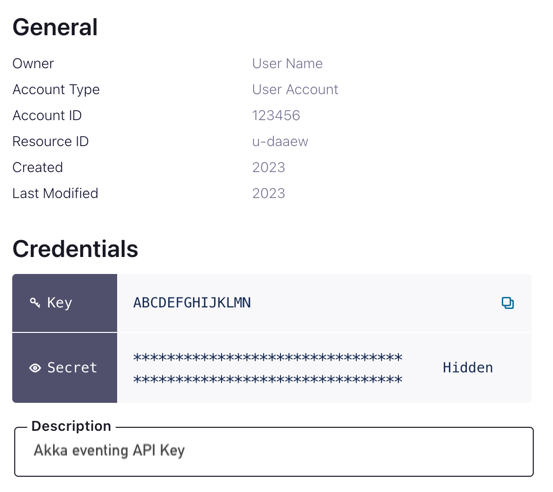 General
Owner User Name
Account Type User Account
Account ID 123456
Resource ID u-daaew
Created 2023
Last Modified 2023
Credentials
Key ABCDEFGHIJKLMN
Secret ******************************** Hidden
********************************
Description
Akka eventing API Key